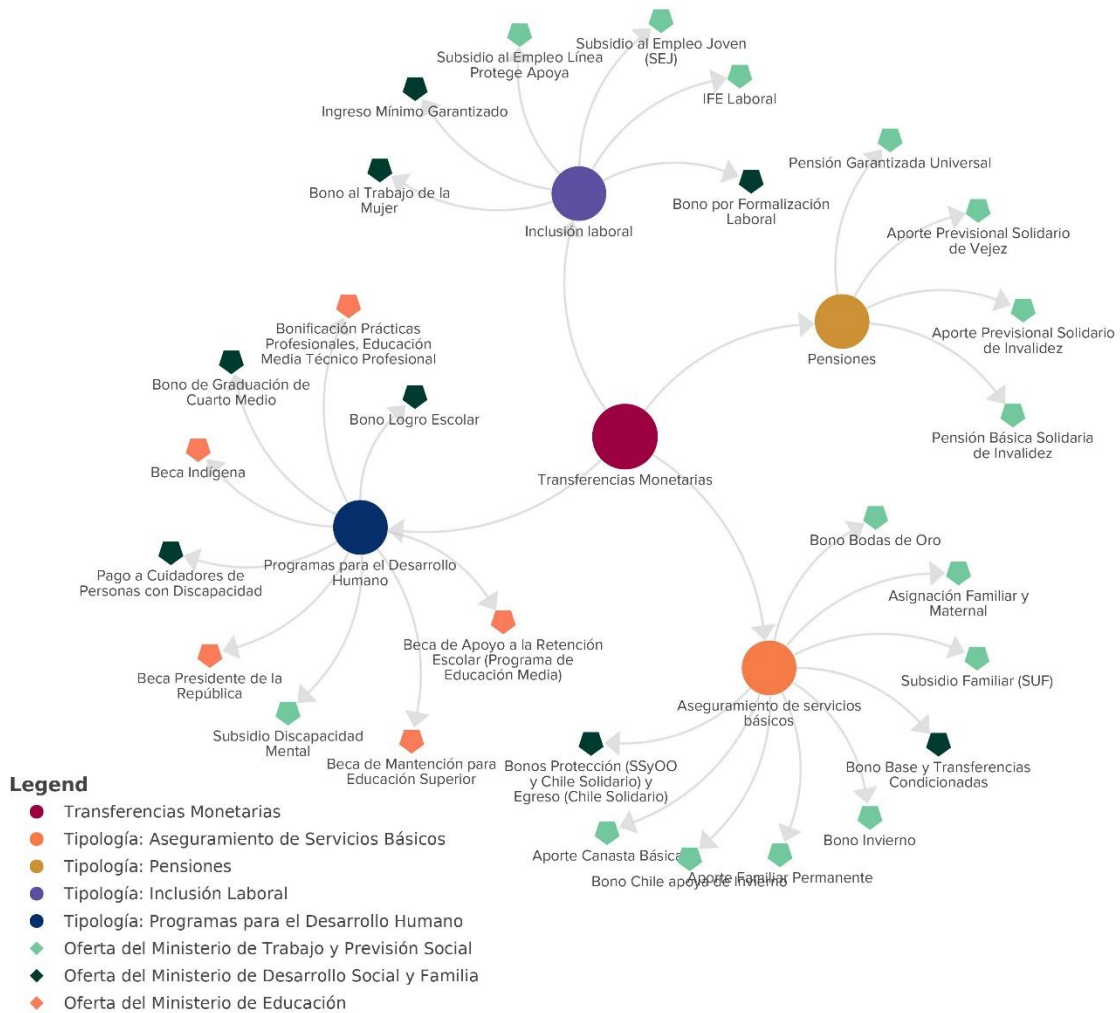 Subsidio al Empleo Línea
Protege Apoya
Subsidio al Empleo Joven
(SEJ)
IFE Laboral
Ingreso Mínimo Garantizado
Bono al Trabajo de la
Mujer
Inclusión laboral
Bono por Formalización
Laboral
Pensión Garantizada Universal
Aporte Previsional Solidario
de Vejez
Aporte Previsional Solidario
de Invalidez
Pensiones
Pensión Básica Solidaria
de Invalidez
Bonificación Prácticas
Profesionales, Educación
Media Técnico Profesional
Bono de Graduación de
Cuarto Medio
Bono Logro Escolar
Beca Indígena
Transferencias Monetarias
Programas para el Desarrollo
Humano
Pago a Cuidadores de
Personas con Discapacidad
Beca de Apoyo a la Retención
Escolar (Programa de
Educación Media)
Beca Presidente de la
República
Subsidio Discapacidad
Mental
Beca de Mantención para
Educación Superior
Bono Bodas de Oro
Asignación Familiar y
Maternal
Subsidio Familiar (SUF)
Aseguramiento de servicios
básicos
Bono Base y Transferencias
Condicionadas
Bonos Protección (SSyOO
y Chile Solidario) y
Egreso (Chile Solidario)
Bono Invierno
Aporte Canasta Básica
Bono Chile apoya de Invierno
Aporte Familiar Permanente
Legend
Transferencias Monetarias
Tipología: Aseguramiento de Servicios Básicos
Tipología: Pensiones
Tipología: Inclusión Laboral
Tipología: Programas para el Desarrollo Humano
Oferta del Ministerio de Trabajo y Previsión Social
Oferta del Ministerio de Desarrollo Social y Familia
Oferta del Ministerio de Educación